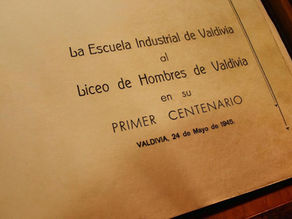 La Escuela Industrial de Valdivia
al
Liceo de Hombres de Valdivia
en su
PRIMER CENTENARIO
VALDIVIA, 24 de Mayo de 1945.